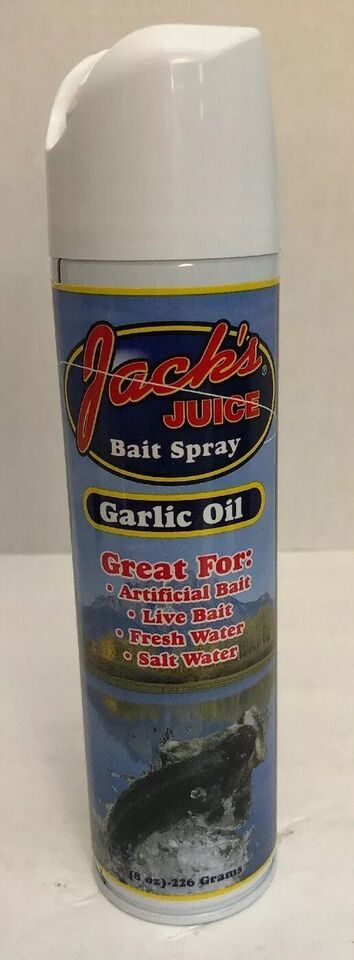 Jack's®
JUICE
Bait Spray
Garlic Oil
Great For:
• Artificial Bait
• Live Bait
• Fresh Water
• Salt Water
(8 oz)-226 Grams